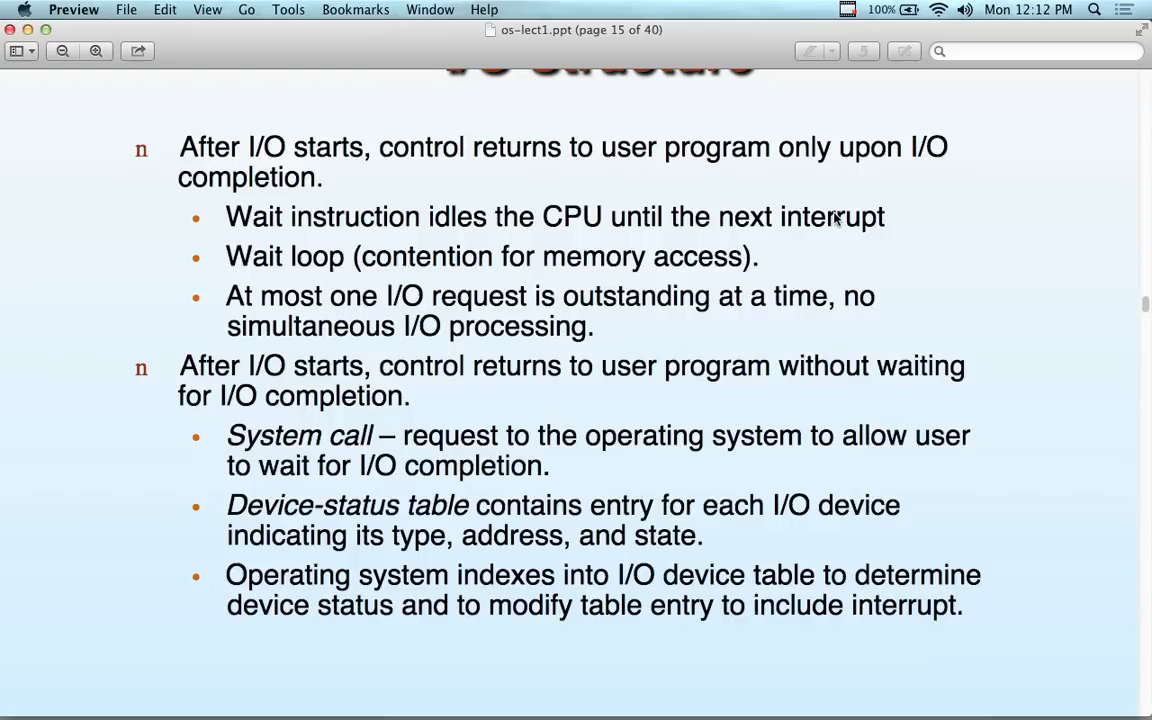 Preview File Edit View Go Tools Bookmarks Window Help 100% Mon 12:12 PM
os-lect1.ppt (page 15 of 40)
I/O Structure
n After I/O starts, control returns to user program only upon I/O
completion.
• Wait instruction idles the CPU until the next interrupt
• Wait loop (contention for memory access).
• At most one I/O request is outstanding at a time, no
simultaneous I/O processing.
n After I/O starts, control returns to user program without waiting
for I/O completion.
• System call – request to the operating system to allow user
to wait for I/O completion.
• Device-status table contains entry for each I/O device
indicating its type, address, and state.
• Operating system indexes into I/O device table to determine
device status and to modify table entry to include interrupt.